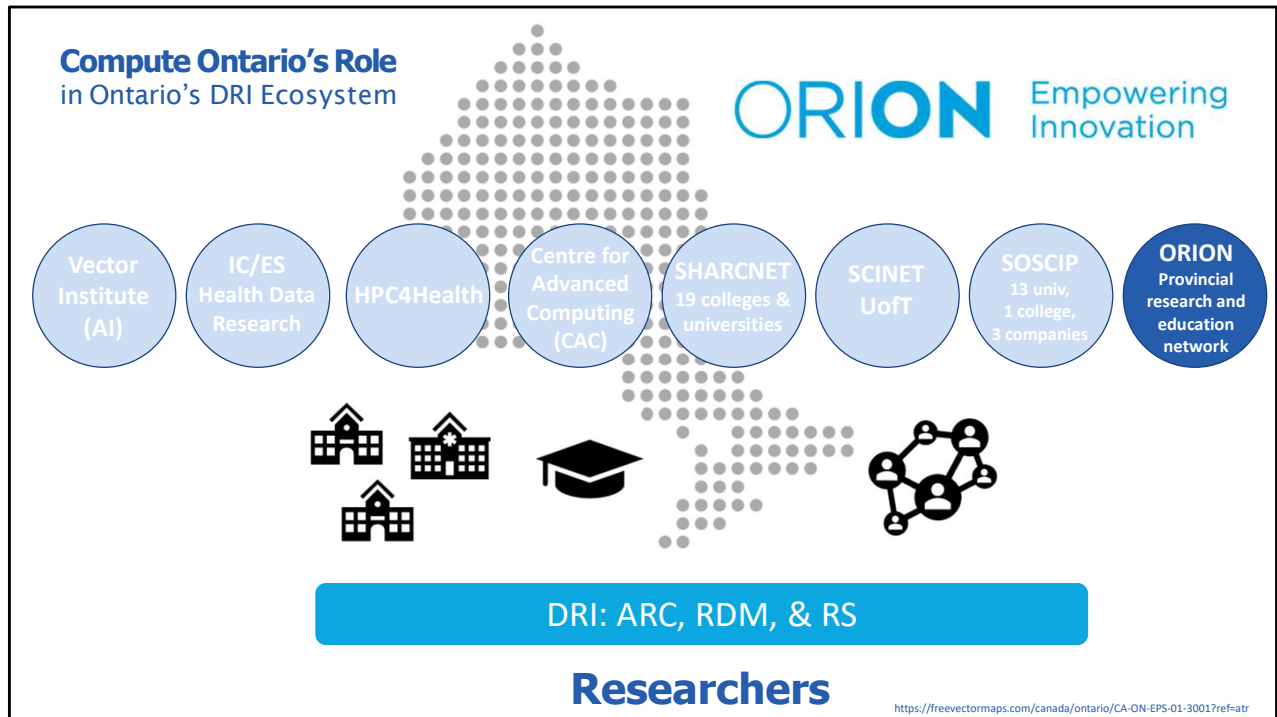 Compute Ontario's Role
in Ontario's DRI Ecosystem
ORION
Empowering
Innovation
Vector
Institute
(AI)
IC/ES
Health Data
Research
HPC4Health
Centre for
Advanced
Computing
(CAC)
SHARCNET
19 colleges &
universities
SCINET
UofT
SOSCIP
13 univ,
1 college,
3 companies
ORION
Provincial
research and
education
network
DRI: ARC, RDM, & RS
Researchers
https://freevectormaps.com/canada/ontario/CA-ON-EPS-01-3001?ref=atr